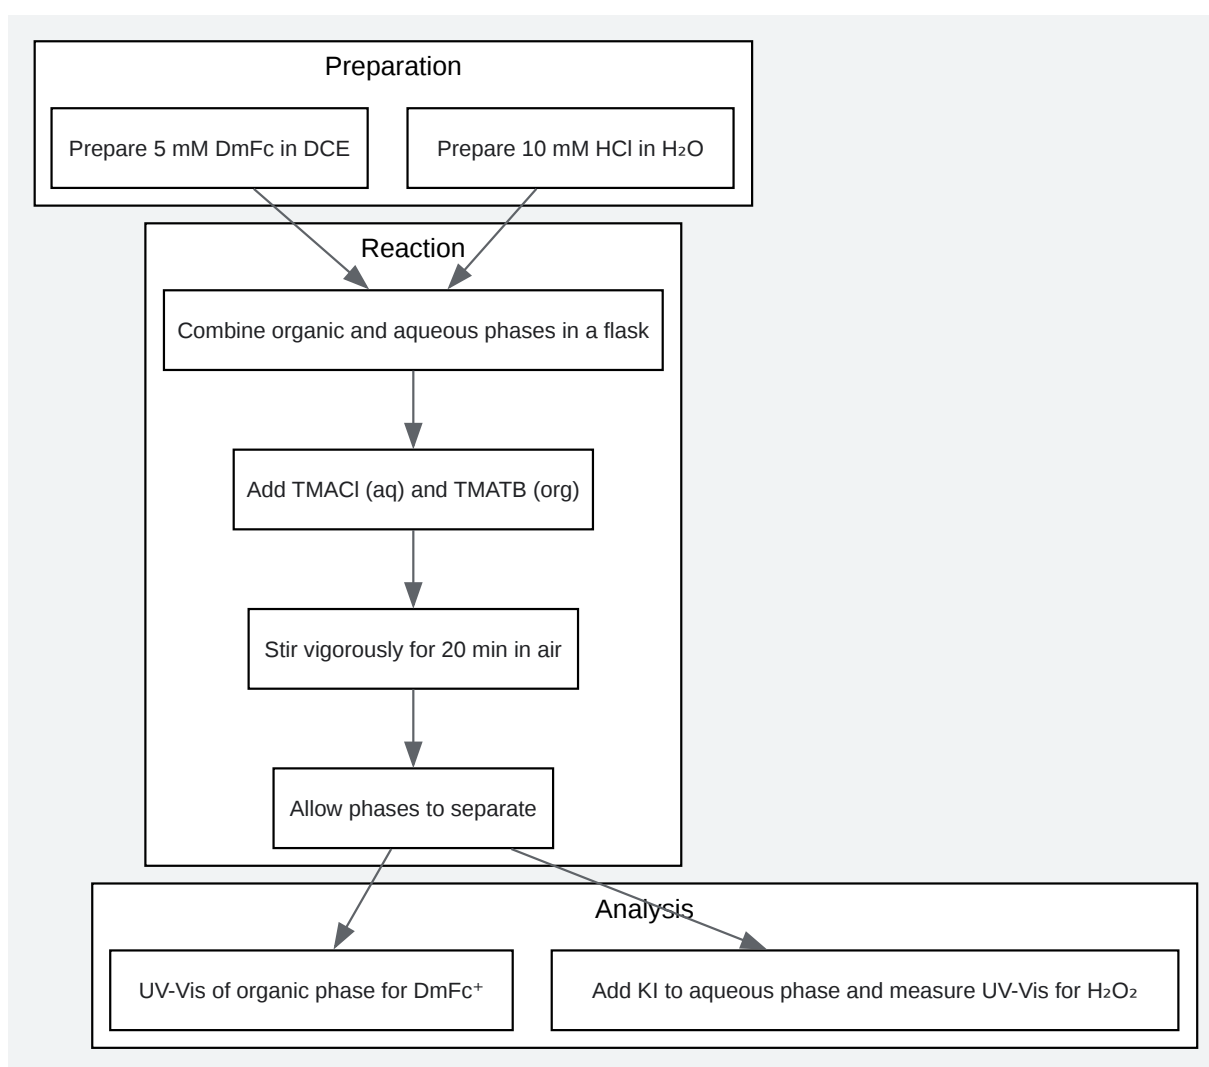 Preparation
Prepare 5 mM DmFc in DCE
Prepare 10 mM HCl in H₂O
Reaction
Combine organic and aqueous phases in a flask
Add TMACl (aq) and TMATB (org)
Stir vigorously for 20 min in air
Allow phases to separate
Analysis
UV-Vis of organic phase for DmFc⁺
Add KI to aqueous phase and measure UV-Vis for H₂O₂